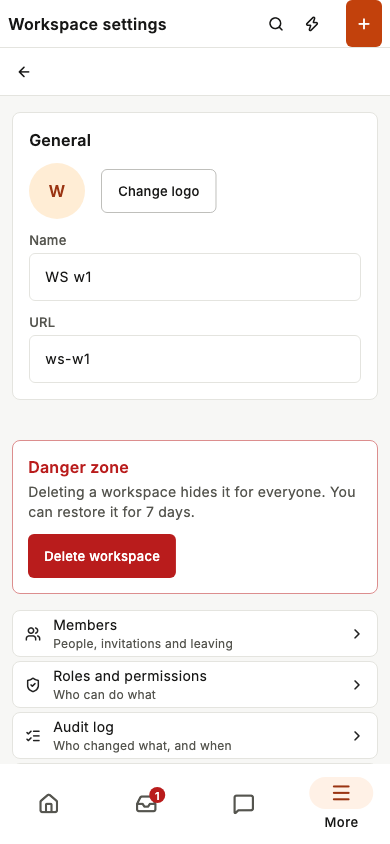 Workspace settings
General
W
Change logo
Name
WS w1
URL
ws-w1
Danger zone
Deleting a workspace hides it for everyone. You
can restore it for 7 days.
Delete workspace
Members
People, invitations and leaving
Roles and permissions
Who can do what
Audit log
Who changed what, and when
1
More